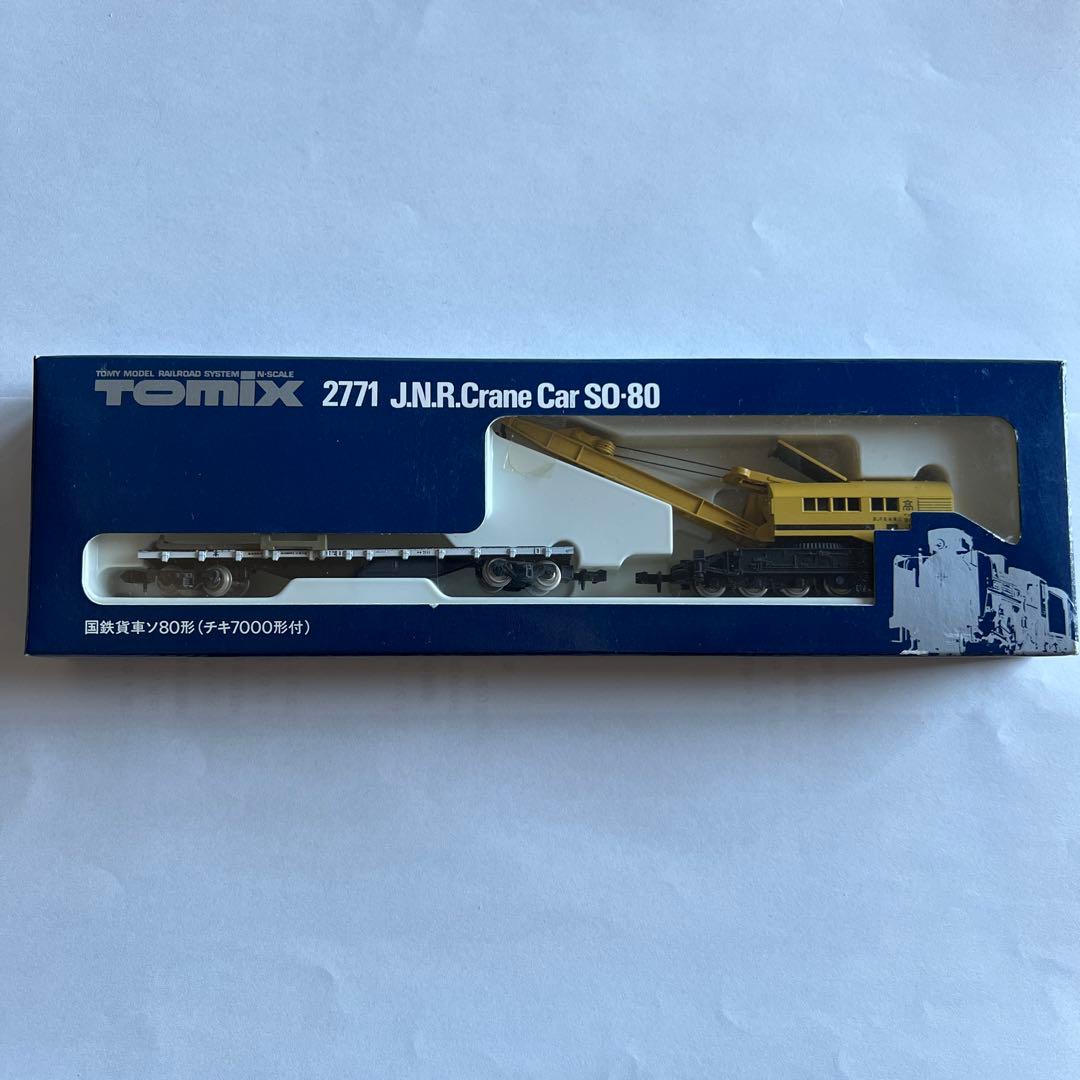 TOMY MODEL RAILROAD SYSTEM N-SCALE
TOMIX 2771 J.N.R.Crane Car SO・80
国鉄貨車ソ80形(チキ7000形付)